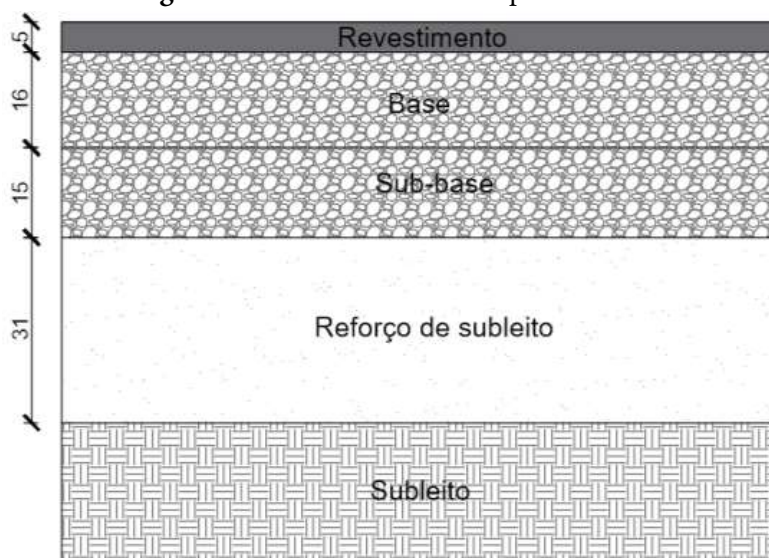 5
Revestimento
16
Base
15
Sub-base
31
Reforço de subleito
Subleito